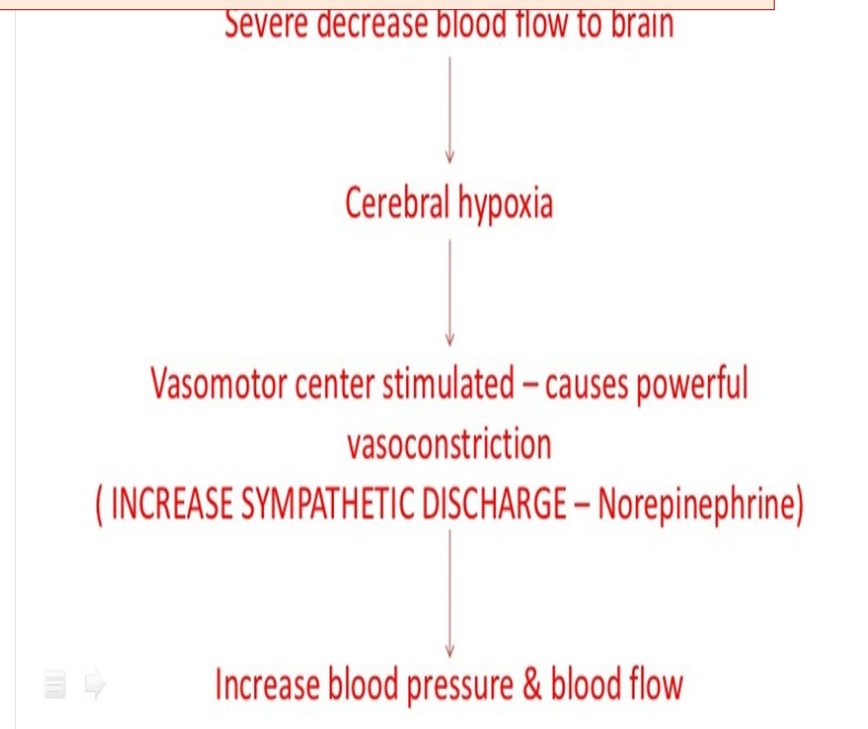 Severe decrease blood flow to brain
Cerebral hypoxia
Vasomotor center stimulated – causes powerful
vasoconstriction
( INCREASE SYMPATHETIC DISCHARGE – Norepinephrine)
Increase blood pressure & blood flow